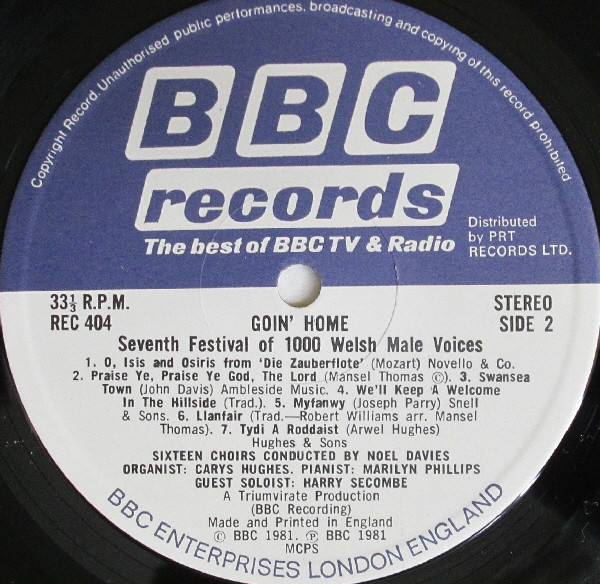 Copyright Record. Unauthorised public performances, broadcasting and copying of this record prohibited
BBC
records
The best of BBC TV & Radio
Distributed
by PRT
RECORDS LTD.
33⅓ R.P.M.
REC 404
GOIN' HOME
STEREO
SIDE 2
Seventh Festival of 1000 Welsh Male Voices
1. O, Isis and Osiris from 'Die Zauberflote' (Mozart) Novello & Co.
2. Praise Ye, Praise Ye God, The Lord (Mansel Thomas ©). 3. Swansea
Town (John Davis) Ambleside Music. 4. We'll Keep A Welcome
In The Hillside (Trad.). 5. Myfanwy (Joseph Parry) Snell
& Sons. 6. Llanfair (Trad.—Robert Williams arr. Mansel
Thomas). 7. Tydi A Roddaist (Arwel Hughes)
Hughes & Sons
SIXTEEN CHOIRS CONDUCTED BY NOEL DAVIES
ORGANIST: CARYS HUGHES. PIANIST: MARILYN PHILLIPS
GUEST SOLOIST: HARRY SECOMBE
A Triumvirate Production
(BBC Recording)
Made and Printed in England
© BBC 1981. ℗ BBC 1981
MCPS
BBC ENTERPRISES LONDON ENGLAND